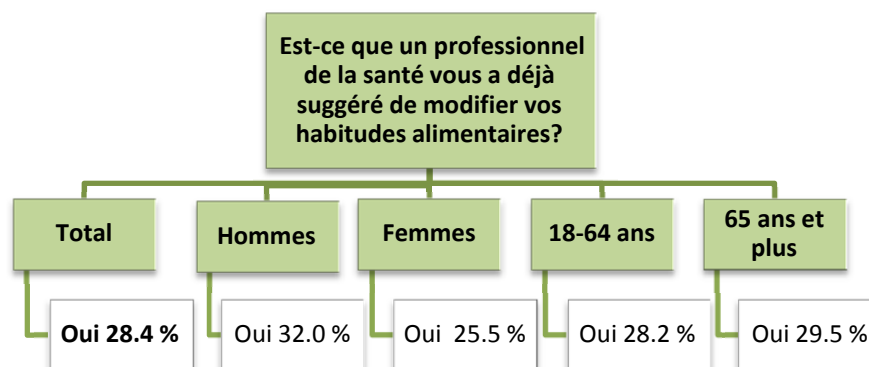 Est-ce que un professionnel
de la santé vous a déjà
suggéré de modifier vos
habitudes alimentaires?
Total
Hommes
Femmes
18-64 ans
65 ans et
plus
Oui 28.4 %
Oui 32.0 %
Oui 25.5 %
Oui 28.2 %
Oui 29.5 %